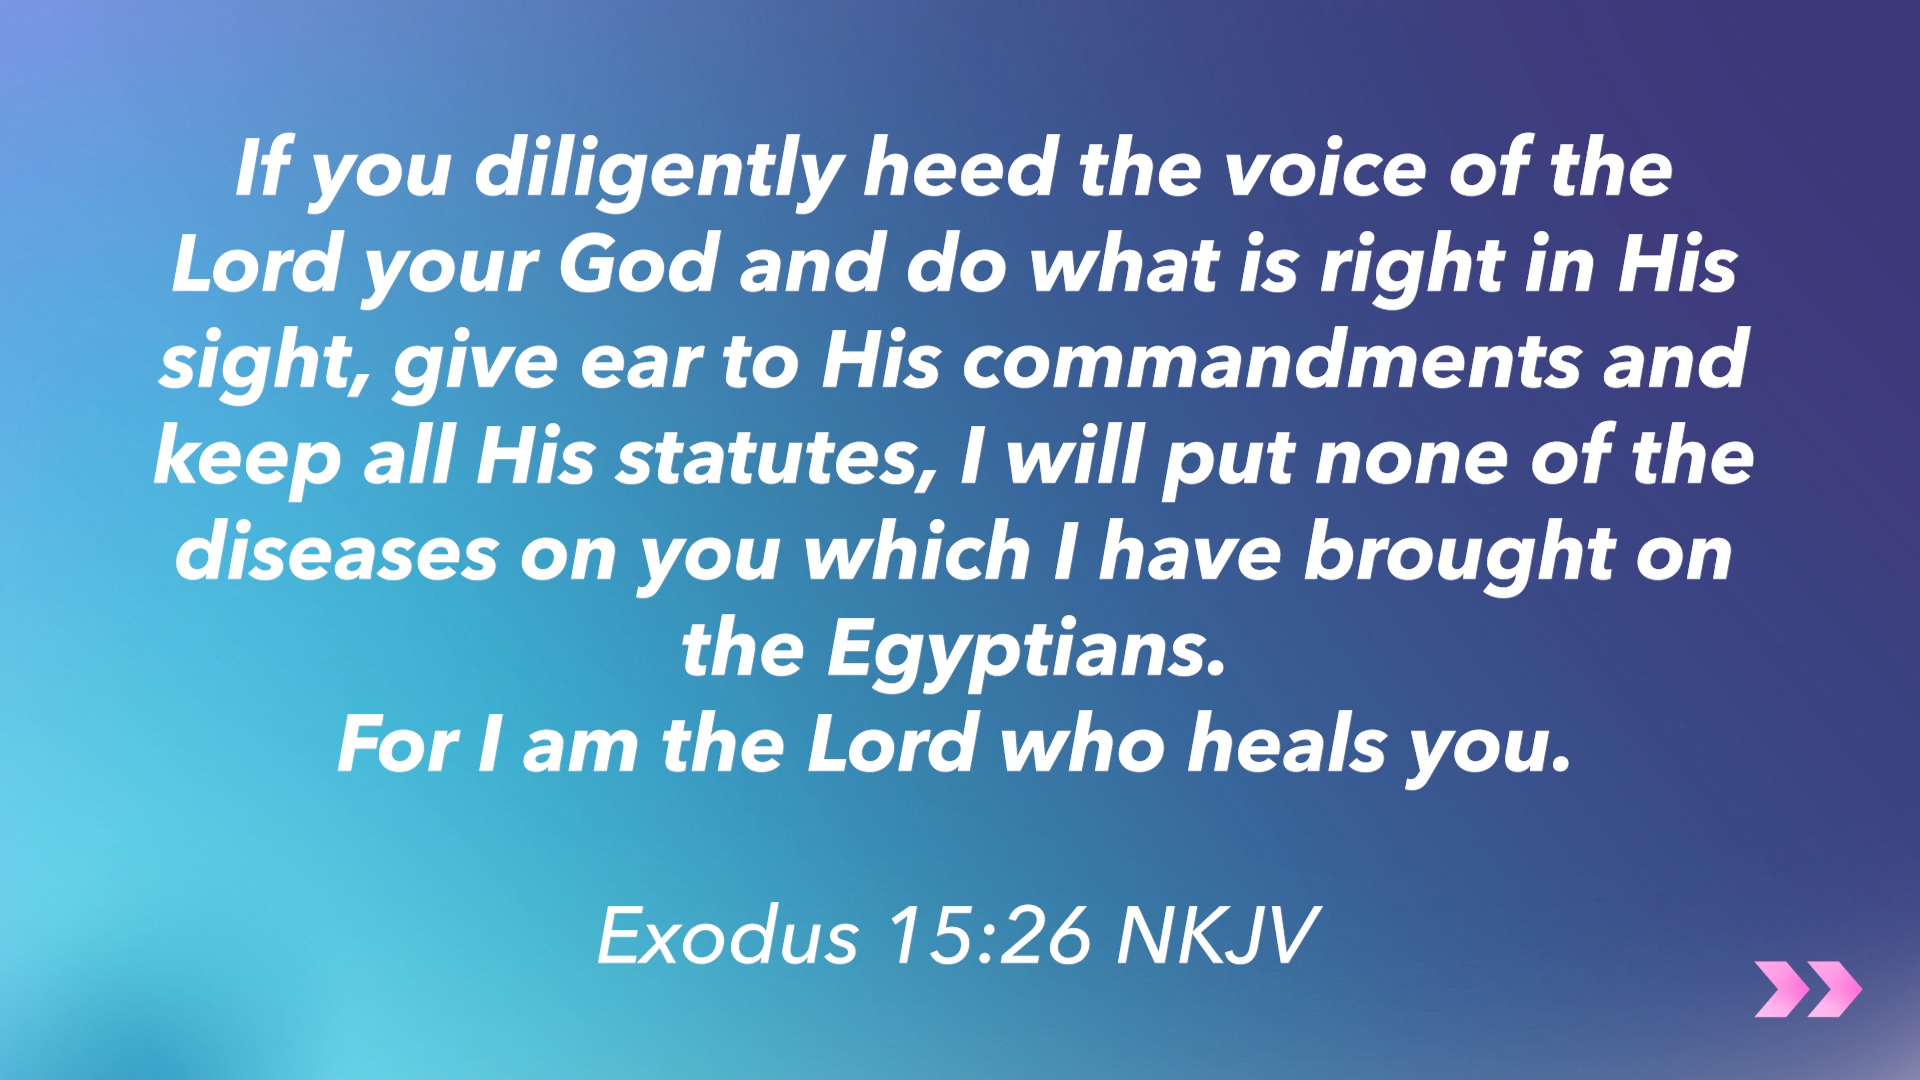 If you diligently heed the voice of the
Lord your God and do what is right in His
sight, give ear to His commandments and
keep all His statutes, I will put none of the
diseases on you which I have brought on
the Egyptians.
For I am the Lord who heals you.
Exodus 15:26 NKJV